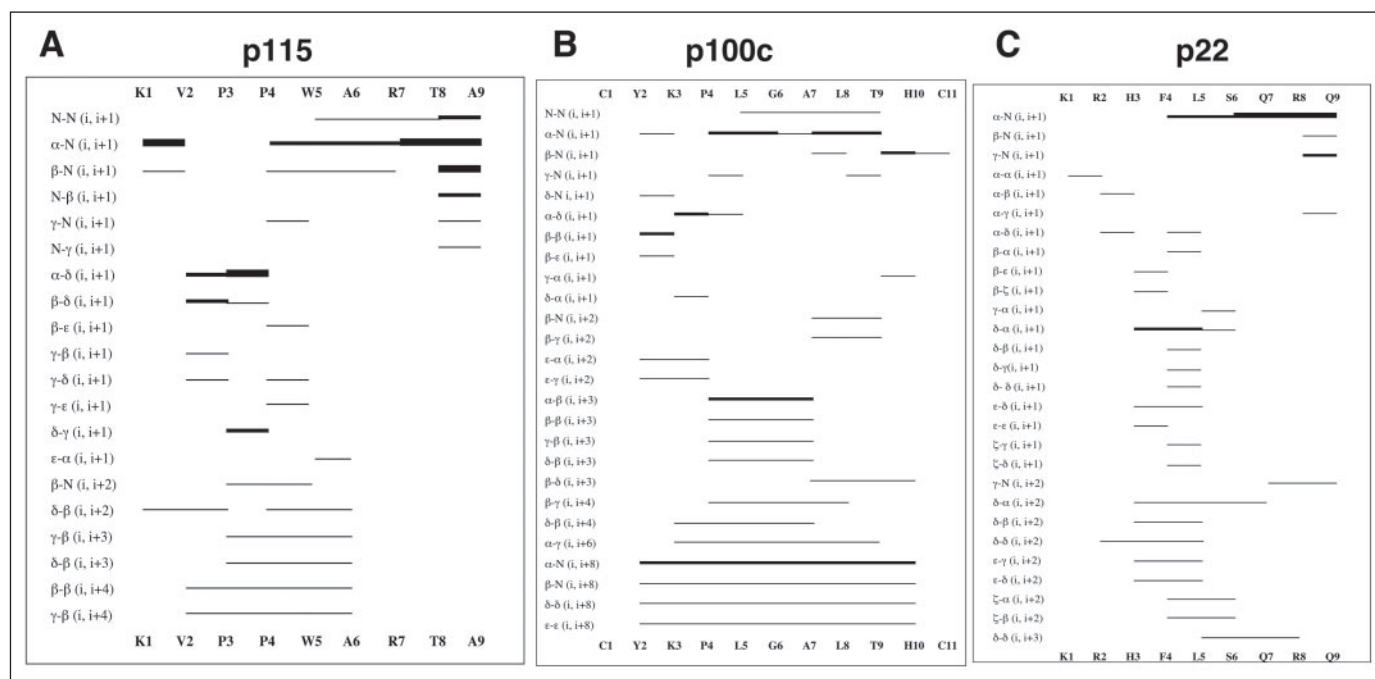 A
p115
K1 V2 P3 P4 W5 A6 R7 T8 A9
N-N (i, i+1)
α-N (i, i+1)
β-N (i, i+1)
N-β (i, i+1)
γ-N (i, i+1)
N-γ (i, i+1)
α-δ (i, i+1)
β-δ (i, i+1)
β-ε (i, i+1)
γ-β (i, i+1)
γ-δ (i, i+1)
γ-ε (i, i+1)
δ-γ (i, i+1)
ε-α (i, i+1)
β-N (i, i+2)
δ-β (i, i+2)
γ-β (i, i+3)
δ-β (i, i+3)
β-β (i, i+4)
γ-β (i, i+4)
K1 V2 P3 P4 W5 A6 R7 T8 A9
B
p100c
C1 Y2 K3 P4 L5 G6 A7 L8 T9 H10 C11
N-N (i, i+1)
α-N (i, i+1)
β-N (i, i+1)
γ-N (i, i+1)
δ-N i, i+1)
α-δ (i, i+1)
β-β (i, i+1)
β-ε (i, i+1)
γ-α (i, i+1)
δ-α (i, i+1)
β-N (i, i+2)
β-γ (i, i+2)
ε-α (i, i+2)
ε-γ (i, i+2)
α-β (i, i+3)
β-β (i, i+3)
γ-β (i, i+3)
δ-β (i, i+3)
β-δ (i, i+3)
β-γ (i, i+4)
δ-β (i, i+4)
α-γ (i, i+6)
α-N (i, i+8)
β-N (i, i+8)
δ-δ (i, i+8)
ε-ε (i, i+8)
C1 Y2 K3 P4 L5 G6 A7 L8 T9 H10 C11
C
p22
K1 R2 H3 F4 L5 S6 Q7 R8 Q9
α-N (i, i+1)
β-N (i, i+1)
γ-N (i, i+1)
α-α (i, i+1)
α-β (i, i+1)
α-γ (i, i+1)
α-δ (i, i+1)
β-α (i, i+1)
β-ε (i, i+1)
β-ζ (i, i+1)
γ-α (i, i+1)
δ-α (i, i+1)
δ-β (i, i+1)
δ-γ(i, i+1)
δ- δ (i, i+1)
ε-δ (i, i+1)
ε-ε (i, i+1)
ζ-γ (i, i+1)
ζ-δ (i, i+1)
γ-N (i, i+2)
δ-α (i, i+2)
δ-β (i, i+2)
δ-δ (i, i+2)
ε-γ (i, i+2)
ε-δ (i, i+2)
ζ-α (i, i+2)
ζ-β (i, i+2)
δ-δ (i, i+3)
K1 R2 H3 F4 L5 S6 Q7 R8 Q9